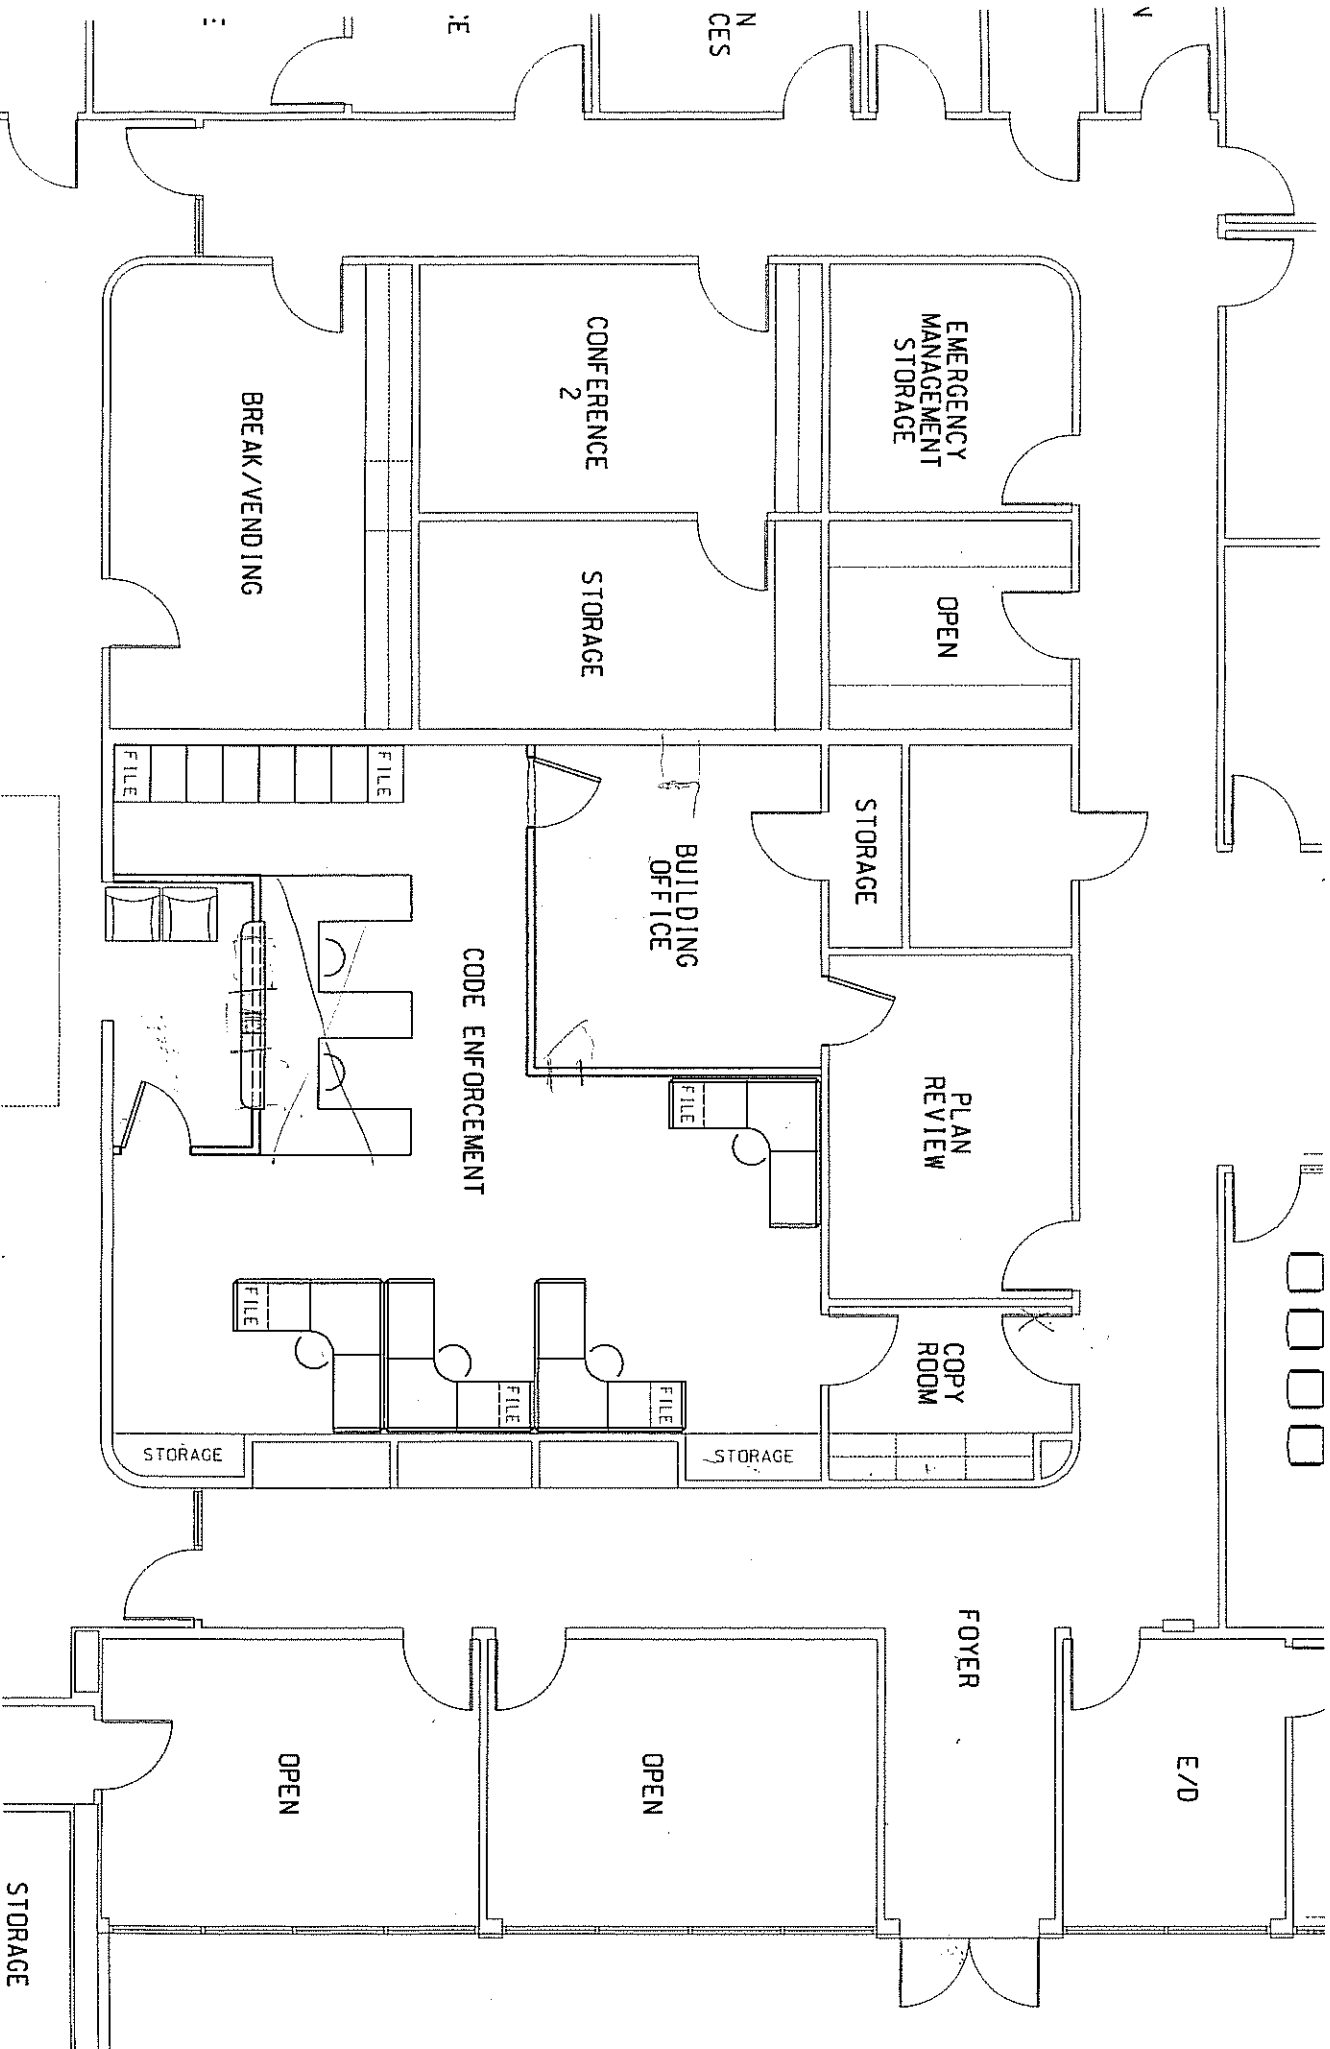 N
CES
EMERGENCY
MANAGEMENT
STORAGE
CONFERENCE
2
BREAK/VENDING
OPEN
STORAGE
FILE
FILE
BUILDING
OFFICE
STORAGE
CODE ENFORCEMENT
PLAN
REVIEW
FILE
FILE
FILE
FILE
COPY
ROOM
STORAGE
STORAGE
FOYER
OPEN
OPEN
E/D
STORAGE